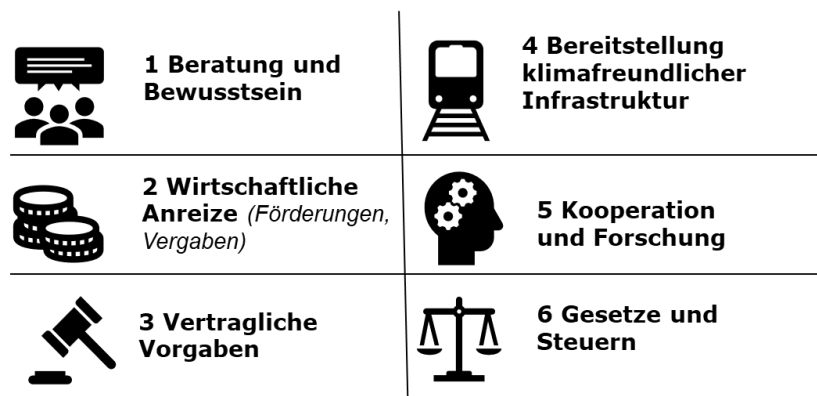 1 Beratung und
Bewusstsein
2 Wirtschaftliche
Anreize (Förderungen,
Vergaben)
3 Vertragliche
Vorgaben
4 Bereitstellung
klimafreundlicher
Infrastruktur
5 Kooperation
und Forschung
6 Gesetze und
Steuern